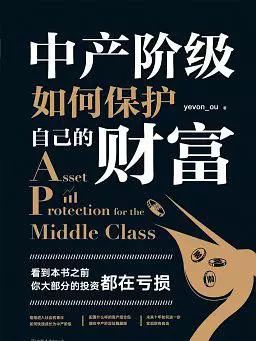 中产阶级
如何保护
yevon_ou 著
自己的
财富
Asset
Protection for the
Middle Class
看到本书之前
你大部分的投资都在亏损